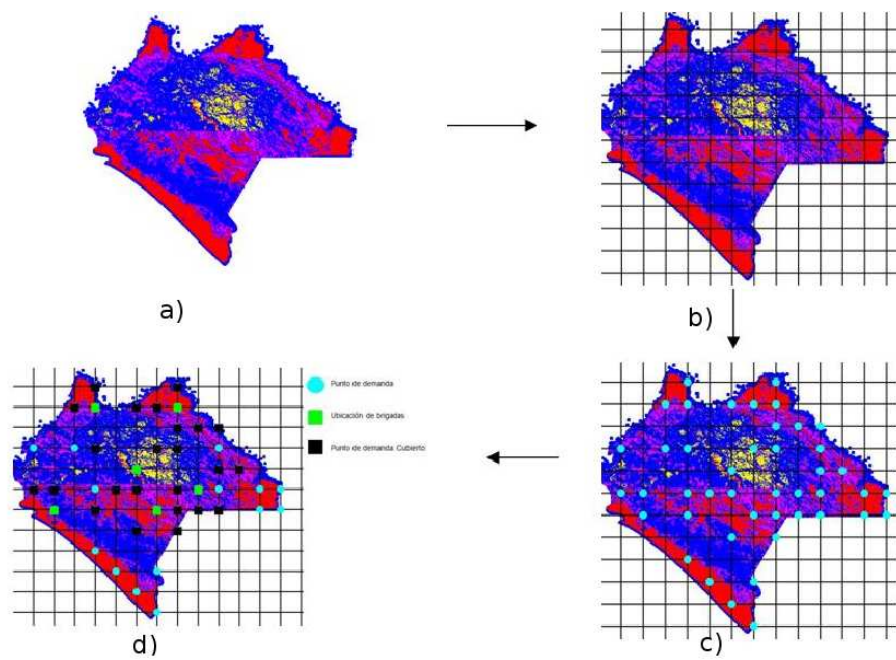 a)
b)
Punto de demanda
Ubicación de brigadas
Punto de demanda Cubierto
d)
c)